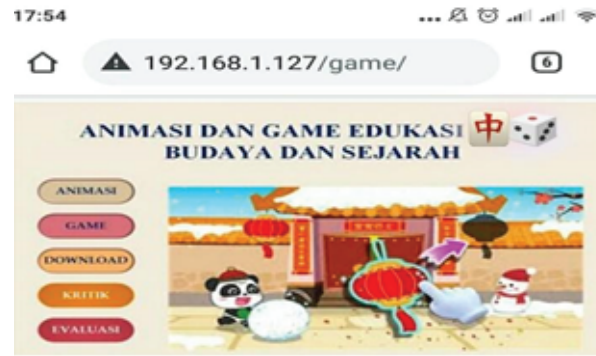 17:54
192.168.1.127/game/
6
ANIMASI DAN GAME EDUKASI 中
BUDAYA DAN SEJARAH
ANIMASI
GAME
DOWNLOAD
KRITIK
EVALUASI